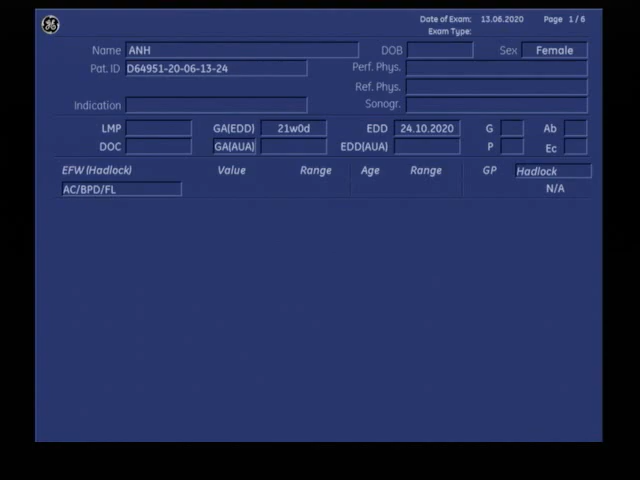 Date of Exam: 13.06.2020 Page 1 / 6
Exam Type:
GE
Name ANH DOB Sex Female
Pat. ID D64951-20-06-13-24 Perf. Phys.
Ref. Phys.
Indication Sonogr.
LMP GA(EDD) 21w0d EDD 24.10.2020 G Ab
DOC GA(AUA) EDD(AUA) P Ec
EFW (Hadlock) Value Range Age Range GP Hadlock
AC/BPD/FL N/A